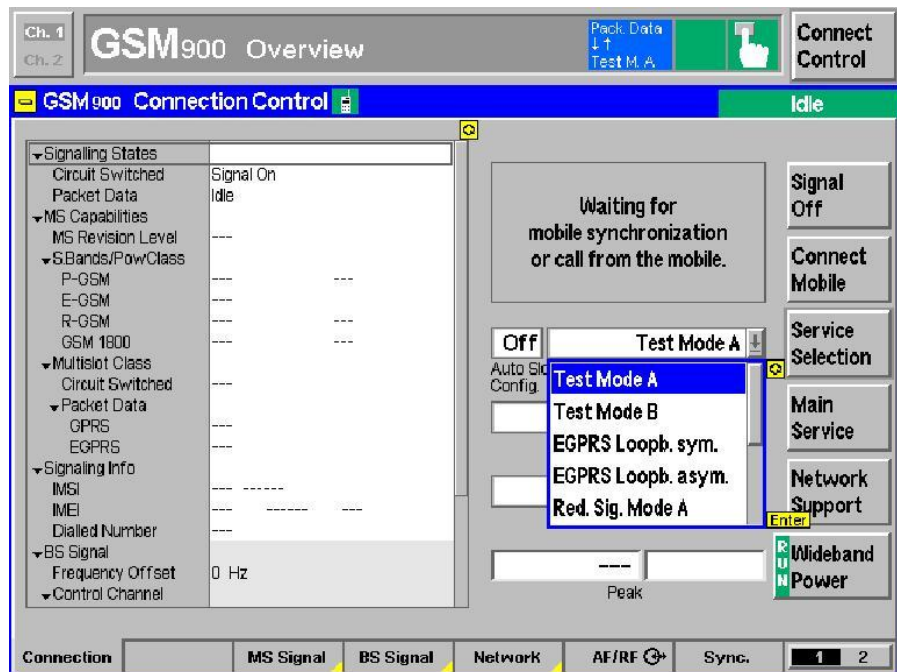 Ch. 1
Ch. 2
GSM900 Overview
Pack. Data
↓↑
Test M. A
Connect
Control
GSM900 Connection Control
Idle
Signalling States
Circuit Switched Signal On
Packet Data Idle
MS Capabilities
MS Revision Level ---
S.Bands/PowClass
P-GSM --- ---
E-GSM ---
R-GSM --- ---
GSM 1800 --- ---
Multislot Class
Circuit Switched ---
Packet Data
GPRS ---
EGPRS ---
Signaling Info
IMSI --- ------
IMEI --- ------ ---
Dialled Number ---
BS Signal
Frequency Offset 0 Hz
Control Channel
Waiting for
mobile synchronization
or call from the mobile.
Off Test Mode A
Auto Slo
Config.
Test Mode A
Test Mode B
EGPRS Loopb. sym.
EGPRS Loopb. asym.
Red. Sig. Mode A
Enter
---
Peak
Signal
Off
Connect
Mobile
Service
Selection
Main
Service
Network
Support
RUN
Wideband
Power
Connection MS Signal BS Signal Network AF/RF Sync. 1 2